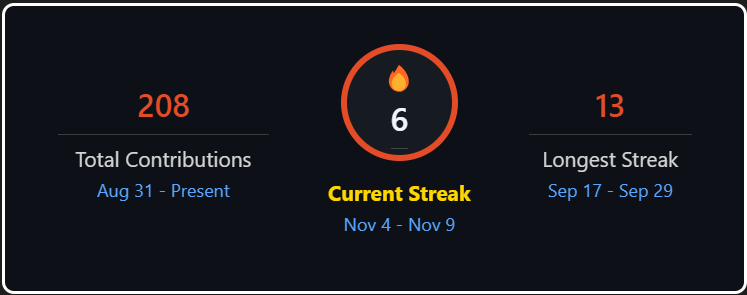 208
Total Contributions
Aug 31 - Present
6
Current Streak
Nov 4 - Nov 9
13
Longest Streak
Sep 17 - Sep 29